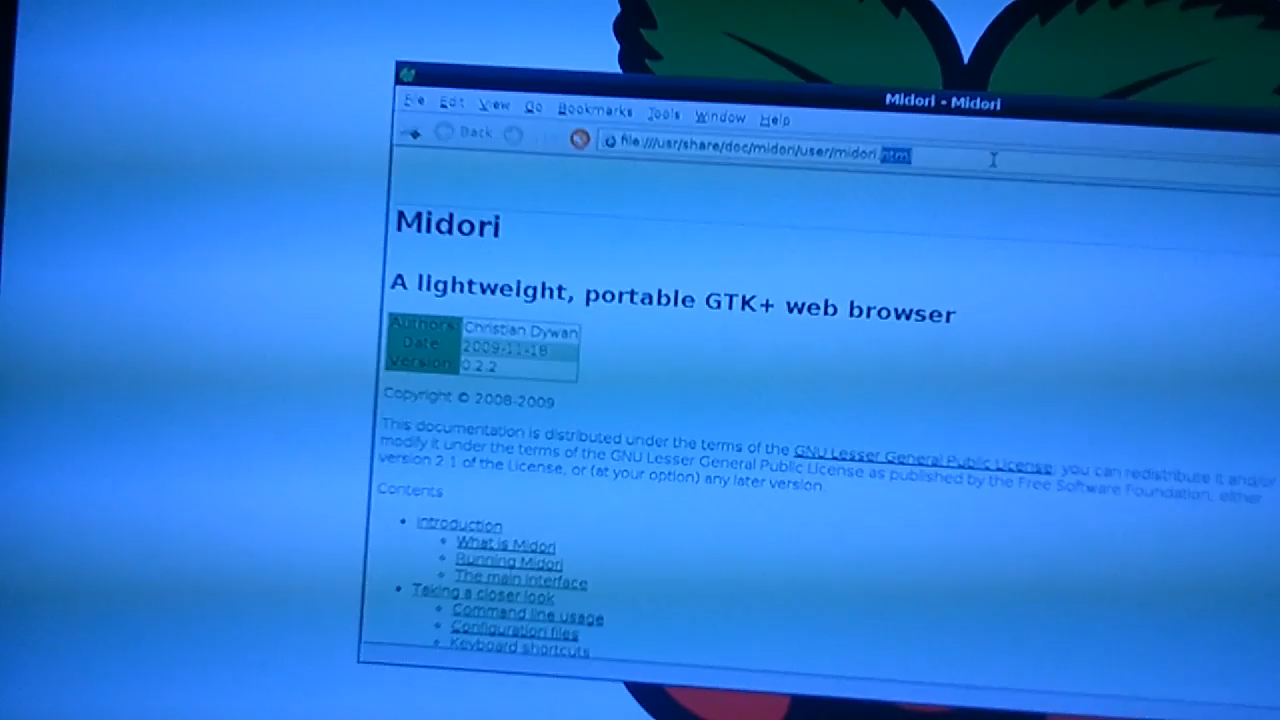 Midori - Midori
File Edit View Go Bookmarks Tools Window Help
Back file:///usr/share/doc/midori/user/midori.html
Midori
A lightweight, portable GTK+ web browser
Authors: Christian Dywan
Date: 2009-11-18
Version: 0.2.2
Copyright © 2008-2009
This documentation is distributed under the terms of the GNU Lesser General Public License, you can redistribute it and/or
modify it under the terms of the GNU Lesser General Public License as published by the Free Software Foundation, either
version 2.1 of the License, or (at your option) any later version.
Contents
Introduction
What is Midori
Running Midori
The main interface
Taking a closer look
Command line usage
Configuration files
Keyboard shortcuts